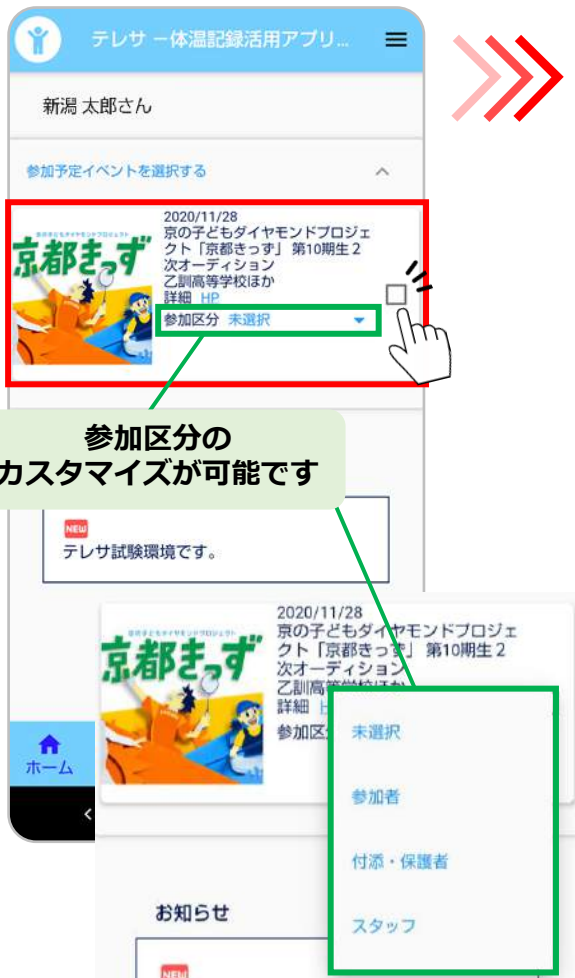 テレサ －体温記録活用アプリ...
新潟 太郎さん
参加予定イベントを選択する
京都きっず
2020/11/28
京の子どもダイヤモンドプロジェ
クト「京都きっず」 第10期生２
次オーディション
乙訓高等学校ほか
詳細 HP
参加区分 未選択
参加区分の
カスタマイズが可能です
NEW
テレサ試験環境です。
京都きっず
2020/11/28
京の子どもダイヤモンドプロジェ
クト「京都きっず」 第10期生２
次オーディション
乙訓高等学校ほか
詳細
参加区
未選択
参加者
付添・保護者
スタッフ
ホーム
お知らせ
NEW